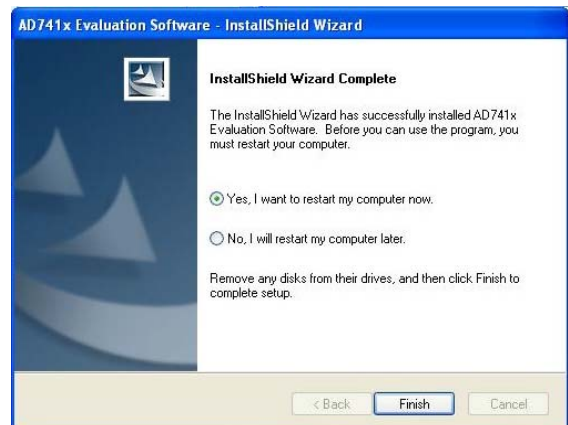 AD741x Evaluation Software - InstallShield Wizard
InstallShield Wizard Complete
The InstallShield Wizard has successfully installed AD741x
Evaluation Software. Before you can use the program, you
must restart your computer.
Yes, I want to restart my computer now.
No, I will restart my computer later.
Remove any disks from their drives, and then click Finish to
complete setup.
< Back
Finish
Cancel